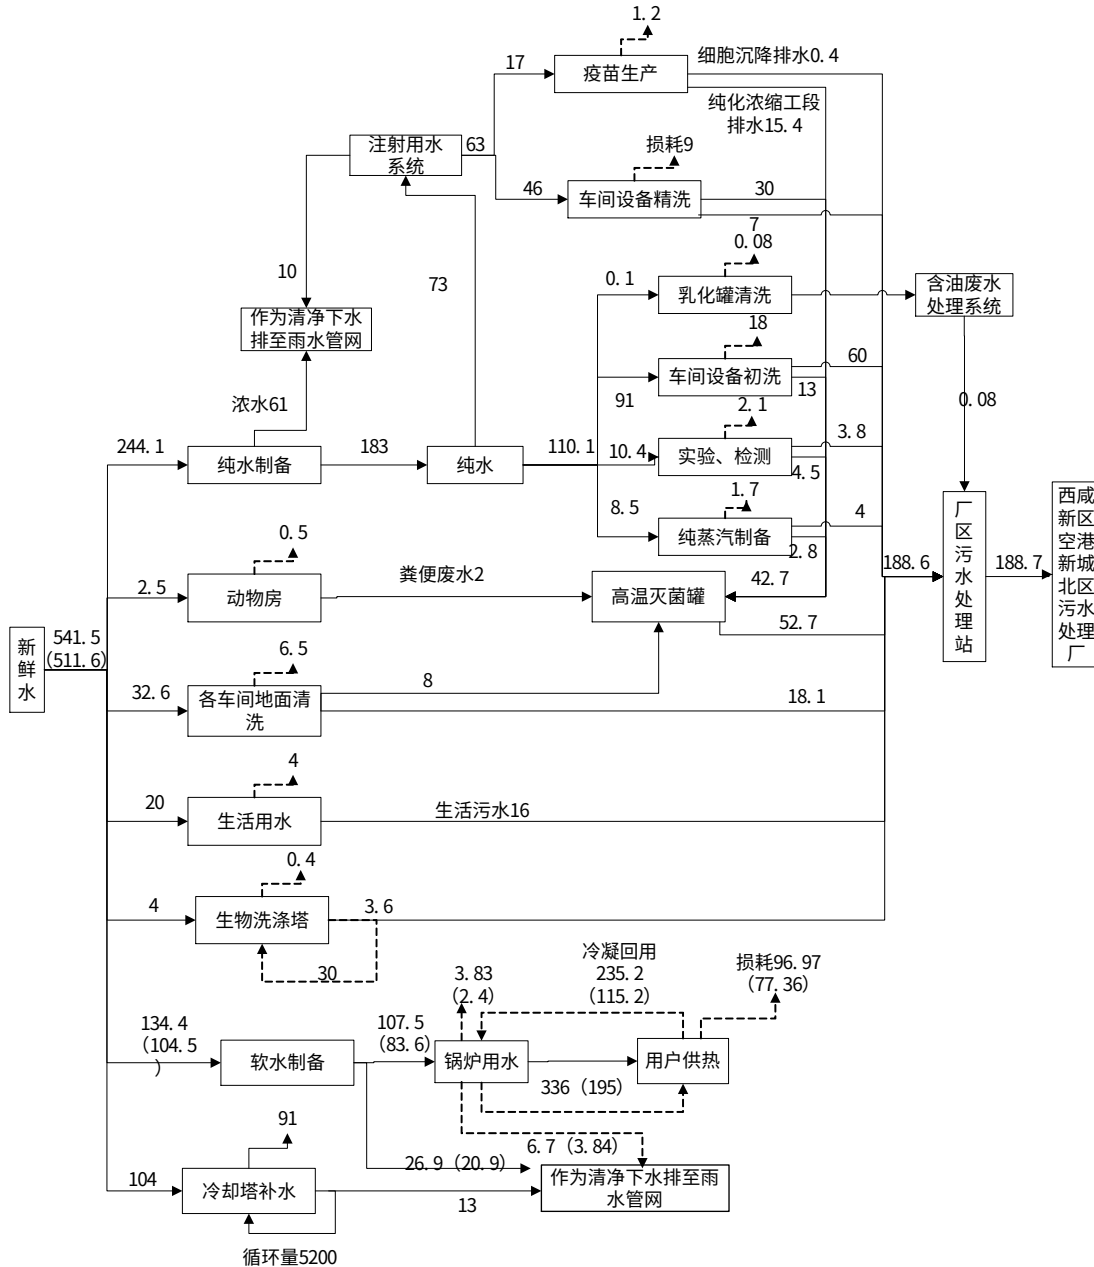 1. 2
17
疫苗生产
细胞沉降排水0. 4
纯化浓缩工段
排水15. 4
注射用水
系统
63
损耗9
46
车间设备精洗
30
7
0. 08
10
73
0. 1
乳化罐清洗
含油废水
处理系统
作为清净下水
排至雨水管网
18
60
车间设备初洗
13
91
2. 1
0. 08
浓水61
244. 1
纯水制备
183
纯水
110. 1
10. 4
实验、检测
3. 8
4. 5
1. 7
8. 5
纯蒸汽制备
4
2. 8
厂区污水处理站
西咸
新区
空港
新城
北区
污水
处理
厂
0. 5
2. 5
动物房
粪便废水2
高温灭菌罐
42. 7
188. 6
188. 7
52. 7
新鲜水
541. 5
(511. 6)
6. 5
32. 6
各车间地面清
洗
8
18. 1
4
20
生活用水
生活污水16
0. 4
4
生物洗涤塔
3. 6
30
134. 4
（104. 5
）
软水制备
107. 5
（83. 6）
3. 83
（2. 4）
锅炉用水
冷凝回用
235. 2
（115. 2）
336（195）
用户供热
损耗96. 97
（77. 36）
6. 7（3. 84）
26. 9（20. 9）
91
104
冷却塔补水
13
作为清净下水排至雨
水管网
循环量5200